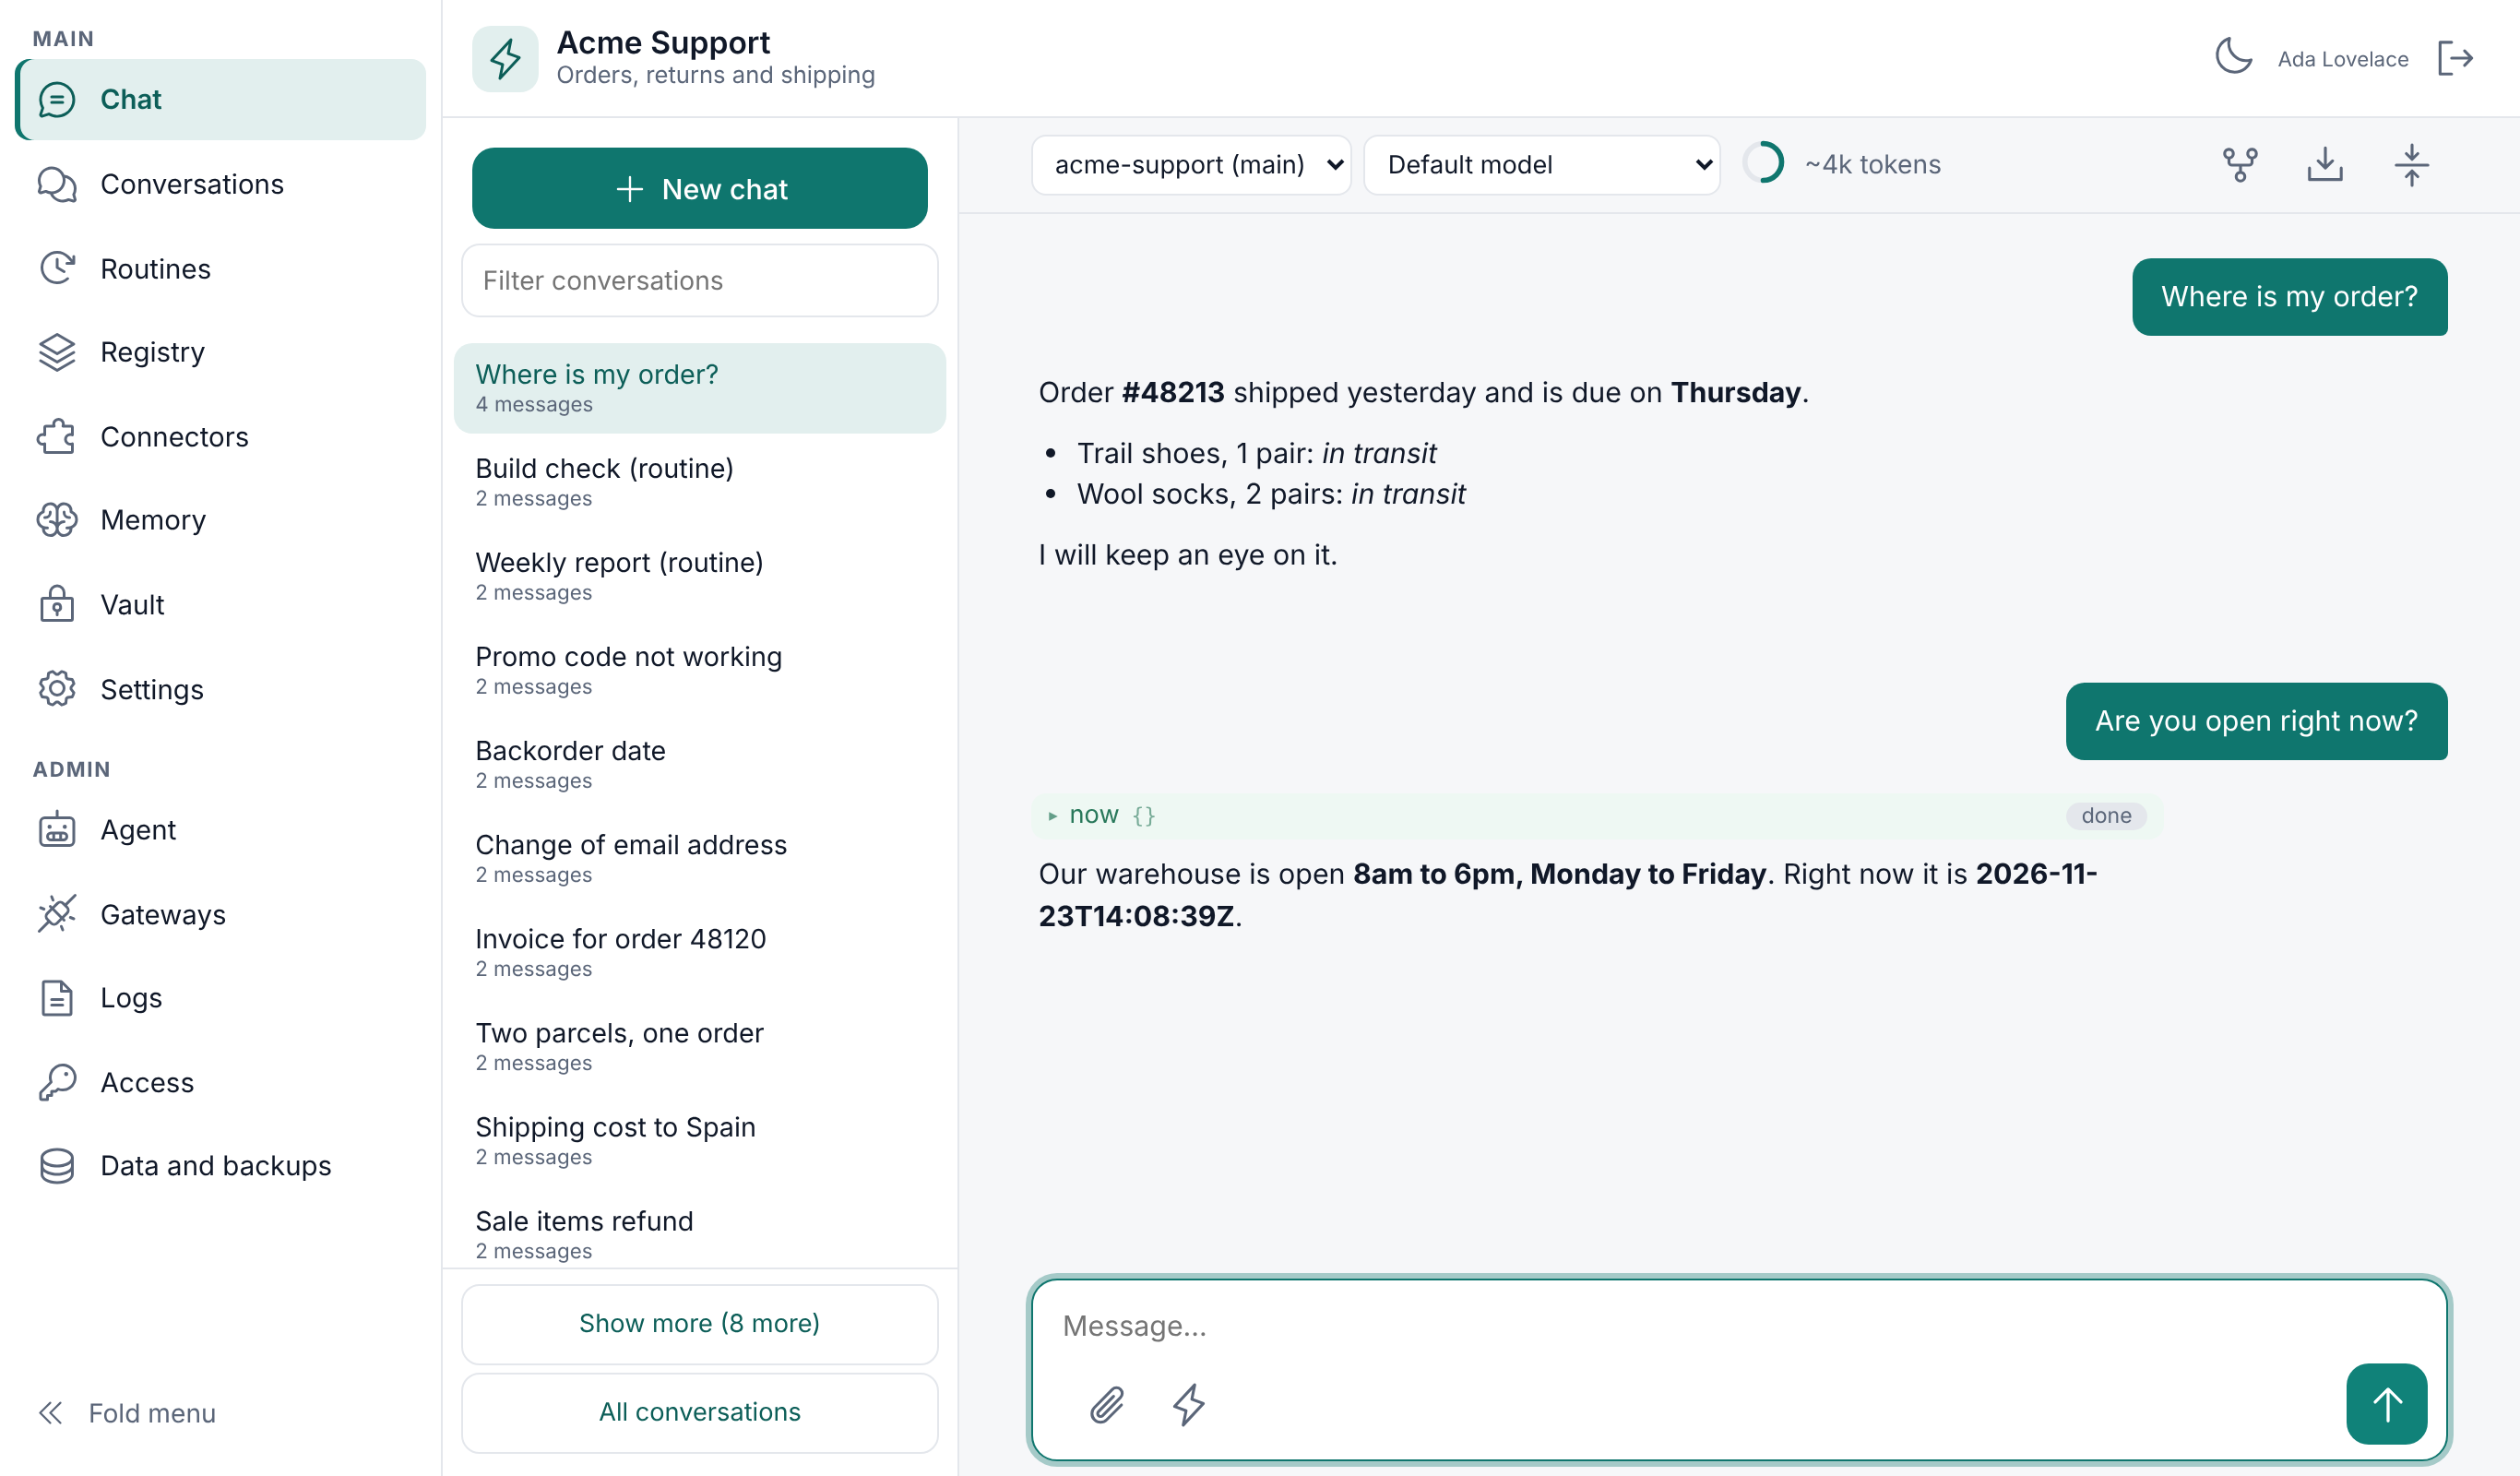 MAIN
Chat
Conversations
Routines
Registry
Connectors
Memory
Vault
Settings
ADMIN
Agent
Gateways
Logs
Access
Data and backups
Fold menu
Acme Support
Orders, returns and shipping
Ada Lovelace
New chat
Filter conversations
Where is my order?
4 messages
Build check (routine)
2 messages
Weekly report (routine)
2 messages
Promo code not working
2 messages
Backorder date
2 messages
Change of email address
2 messages
Invoice for order 48120
2 messages
Two parcels, one order
2 messages
Shipping cost to Spain
2 messages
Sale items refund
2 messages
Show more (8 more)
All conversations
acme-support (main)
Default model
~4k tokens
Where is my order?
Order #48213 shipped yesterday and is due on Thursday.
• Trail shoes, 1 pair: in transit
• Wool socks, 2 pairs: in transit
I will keep an eye on it.
Are you open right now?
now {}
done
Our warehouse is open 8am to 6pm, Monday to Friday. Right now it is 2026-11-
23T14:08:39Z.
Message...